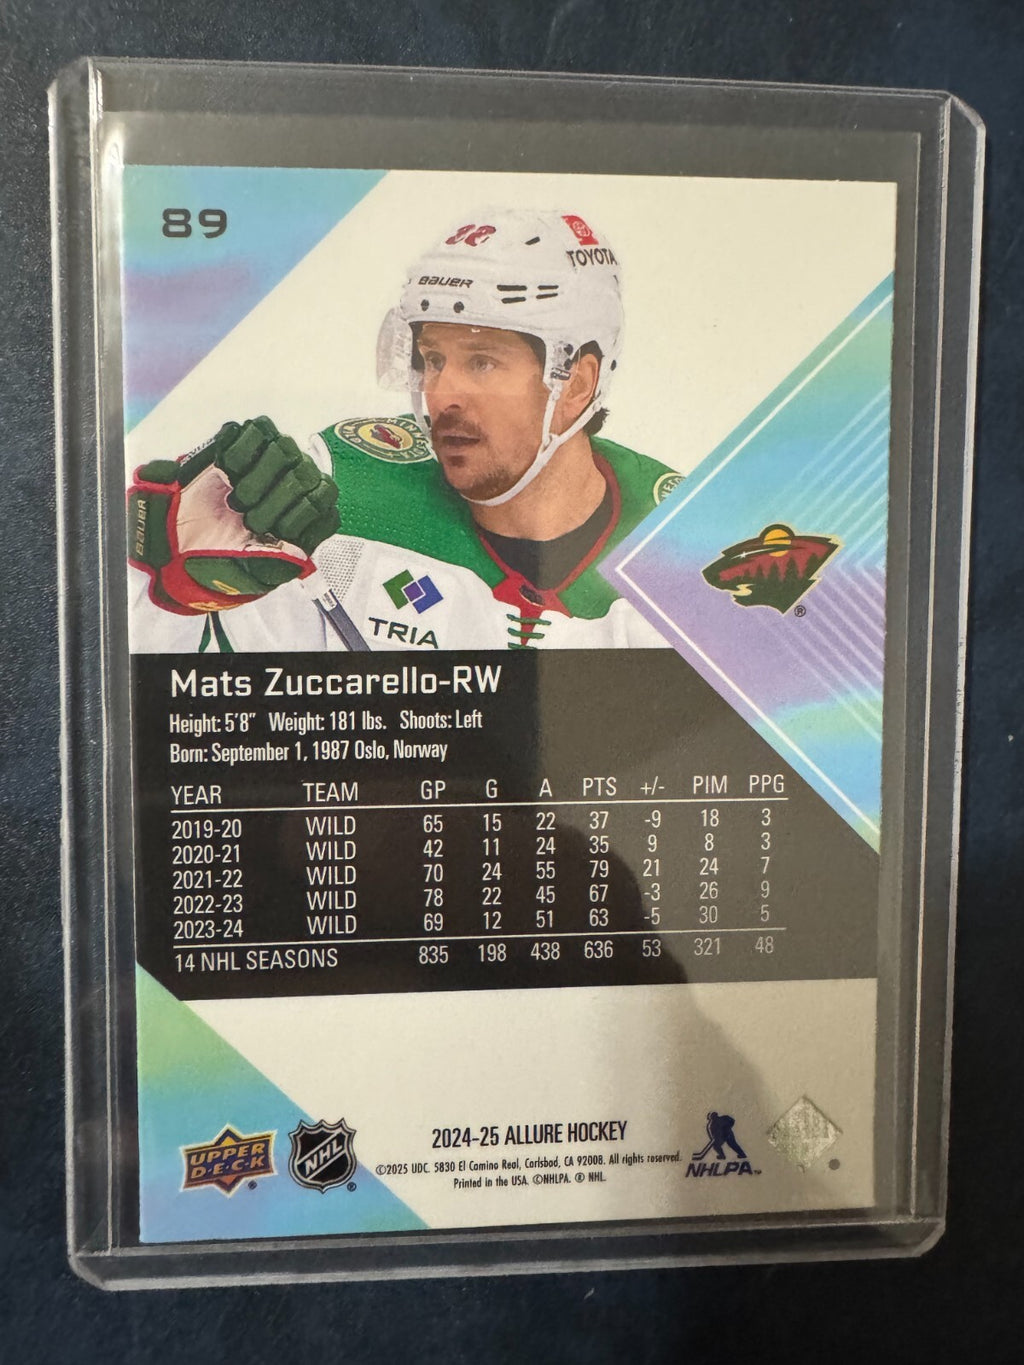 89
88
TOYOTA
BAUER
BAUER
MINNESOTA
TRIA
®
Mats Zuccarello-RW
Height: 5'8" Weight: 181 lbs. Shoots: Left
Born: September 1, 1987 Oslo, Norway
YEAR TEAM GP G A PTS +/- PIM PPG
2019-20 WILD 65 15 22 37 -9 18 3
2020-21 WILD 42 11 24 35 9 8 3
2021-22 WILD 70 24 55 79 21 24 7
2022-23 WILD 78 22 45 67 -3 26 9
2023-24 WILD 69 12 51 63 -5 30 5
14 NHL SEASONS 835 198 438 636 53 321 48
UPPER DECK ®
NHL ®
2024-25 ALLURE HOCKEY
©2025 UDC. 5830 El Camino Real, Carlsbad, CA 92008. All rights reserved.
Printed in the USA. ©NHLPA. ® NHL.
NHLPA™